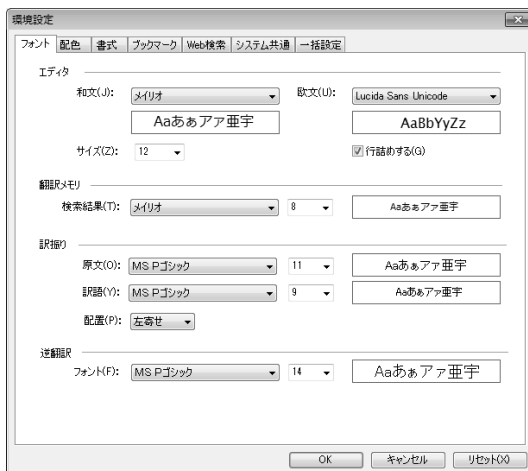 環境設定
フォント 配色 書式 ブックマーク Web検索 システム共通 一括設定
エディタ
和文(J): メイリオ 欧文(U): Lucida Sans Unicode
Aaあぁアァ亜宇 AaBbYyZz
サイズ(Z): 12 行詰めする(G)
翻訳メモリ
検索結果(T): メイリオ 8 Aaあぁアァ亜宇
訳振り
原文(O): MS Pゴシック 11 Aaあぁアァ亜宇
訳語(Y): MS Pゴシック 9 Aaあぁアァ亜宇
配置(P): 左寄せ
逆翻訳
フォント(F): MS Pゴシック 14 Aaあぁアァ亜宇
OK キャンセル リセット(X)